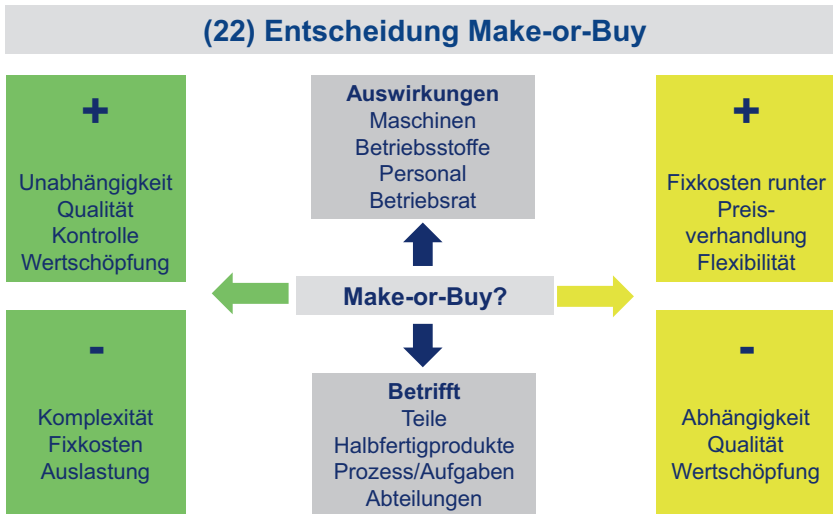 (22) Entscheidung Make-or-Buy
+
Unabhängigkeit
Qualität
Kontrolle
Wertschöpfung
-
Komplexität
Fixkosten
Auslastung
Auswirkungen
Maschinen
Betriebsstoffe
Personal
Betriebsrat
Make-or-Buy?
Betrifft
Teile
Halbfertigprodukte
Prozess/Aufgaben
Abteilungen
+
Fixkosten runter
Preis-
verhandlung
Flexibilität
-
Abhängigkeit
Qualität
Wertschöpfung